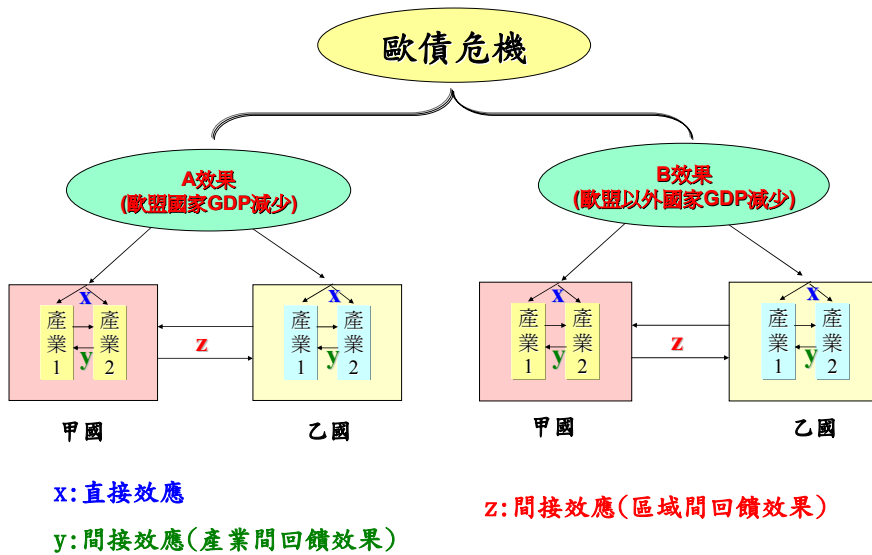 歐債危機
A效果
(歐盟國家GDP減少)
B效果
(歐盟以外國家GDP減少)
x
產業1
產業2
y
z
x
產業1
產業2
y
x
產業1
產業2
y
z
x
產業1
產業2
y
甲國
乙國
甲國
乙國
x:直接效應
y:間接效應(產業間回饋效果)
z:間接效應(區域間回饋效果)